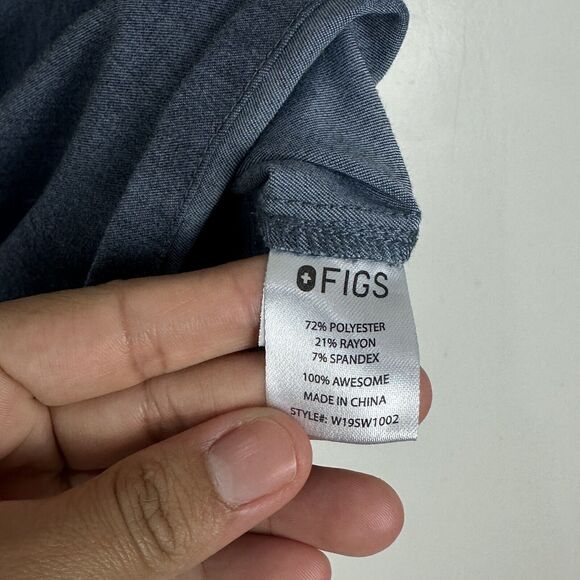 FIGS
72% POLYESTER
21% RAYON
7% SPANDEX
100% AWESOME
MADE IN CHINA
STYLE#: W19SW1002